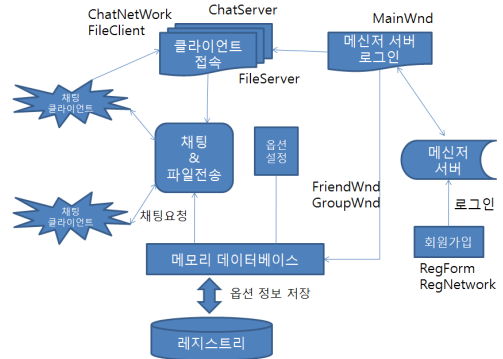 ChatNetWork
FileClient
ChatServer
MainWnd
클라이언트
접속
메신저 서버
로그인
FileServer
채팅
클라이언트
채팅
&
파일전송
옵션
설정
메신저
서버
FriendWnd
GroupWnd
로그인
채팅
클라이언트
채팅요청
회원가입
메모리 데이터베이스
RegForm
RegNetwork
옵션 정보 저장
레지스트리